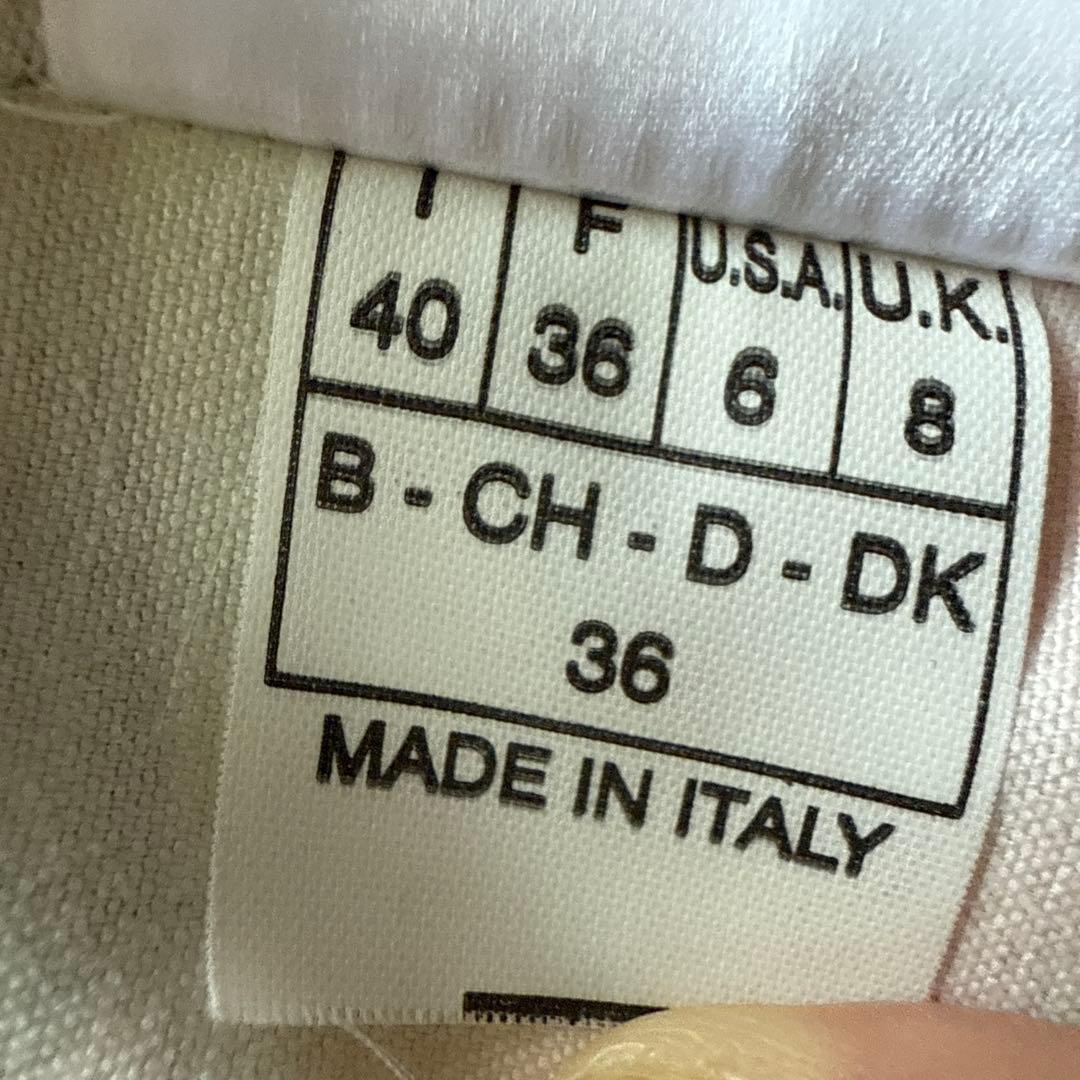 I F U.S.A. U.K.
40 36 6 8
B - CH - D - DK
36
MADE IN ITALY